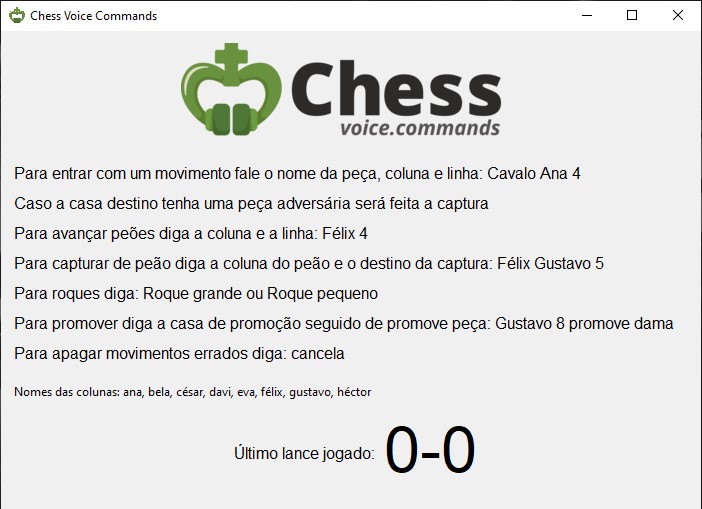 Chess Voice Commands
Chess
voice.commands
Para entrar com um movimento fale o nome da peça, coluna e linha: Cavalo Ana 4
Caso a casa destino tenha uma peça adversária será feita a captura
Para avançar peões diga a coluna e a linha: Félix 4
Para capturar de peão diga a coluna do peão e o destino da captura: Félix Gustavo 5
Para roques diga: Roque grande ou Roque pequeno
Para promover diga a casa de promoção seguido de promove peça: Gustavo 8 promove dama
Para apagar movimentos errados diga: cancela
Nomes das colunas: ana, bela, césar, davi, eva, félix, gustavo, héctor
Último lance jogado: 0-0